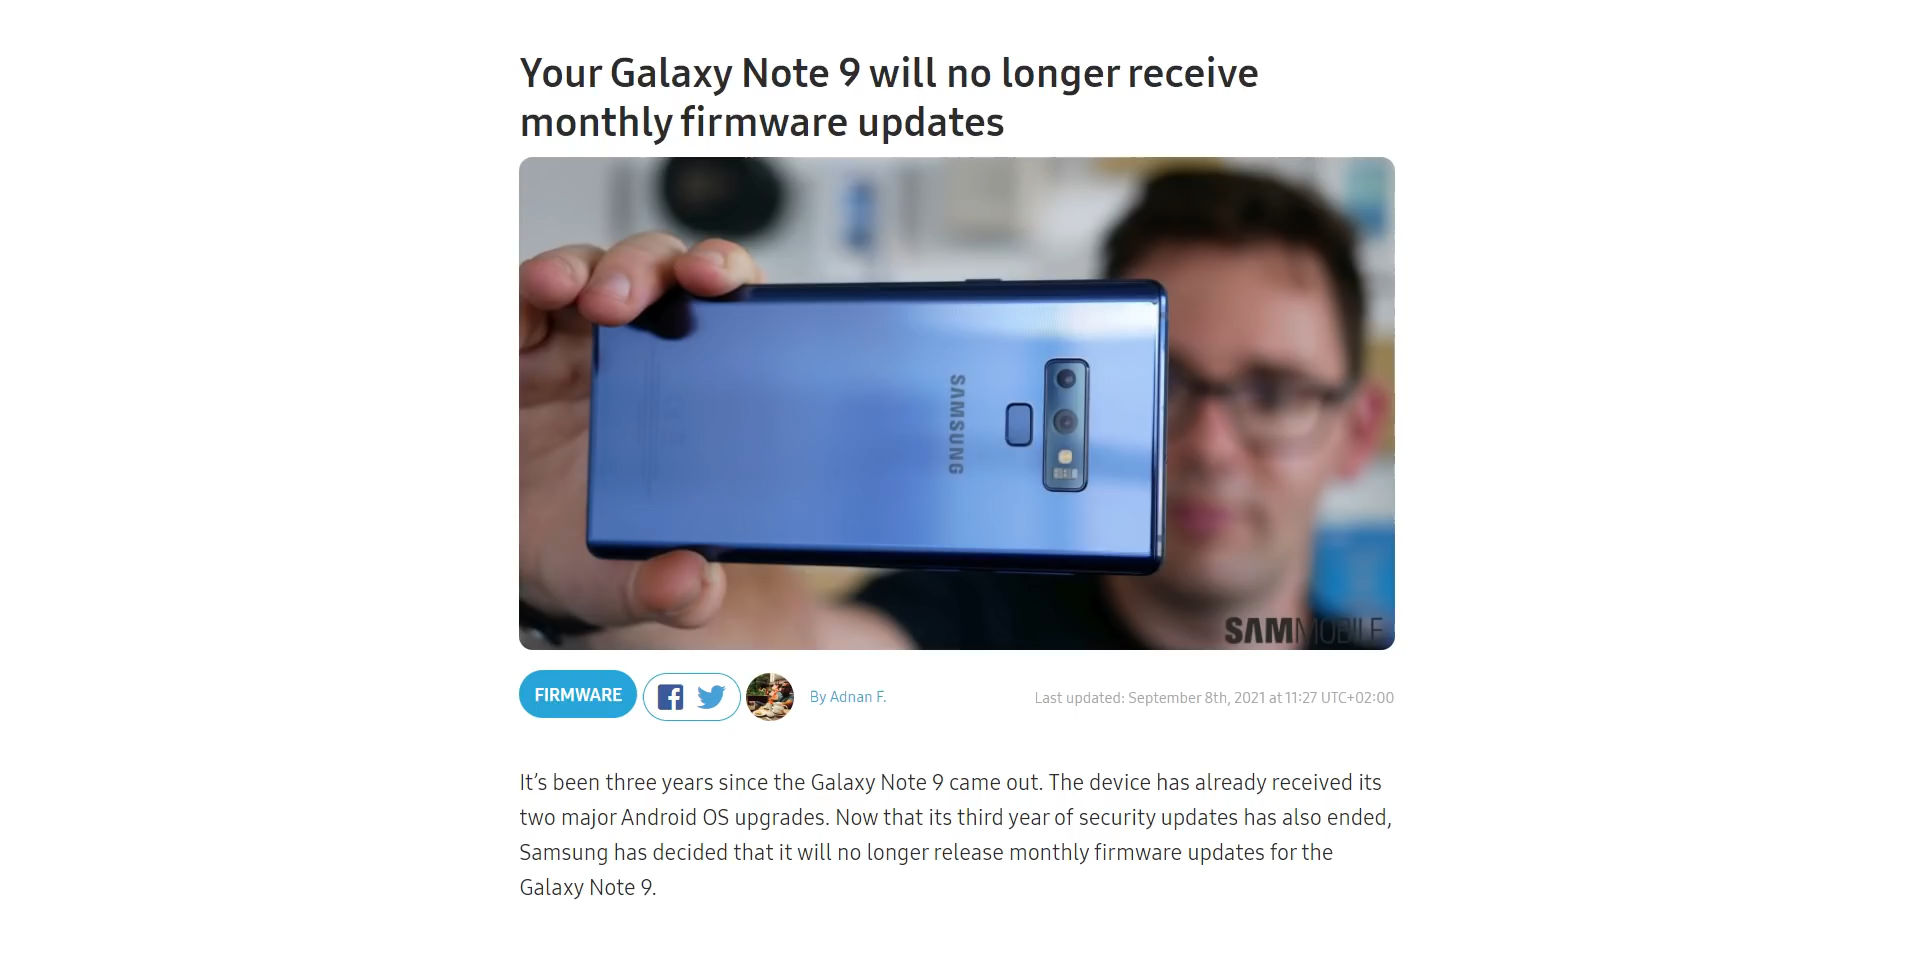 Your Galaxy Note 9 will no longer receive
monthly firmware updates
SAMSUNG
SAMMOBILE
FIRMWARE
By Adnan F.
Last updated: September 8th, 2021 at 11:27 UTC+02:00
It’s been three years since the Galaxy Note 9 came out. The device has already received its
two major Android OS upgrades. Now that its third year of security updates has also ended,
Samsung has decided that it will no longer release monthly firmware updates for the
Galaxy Note 9.